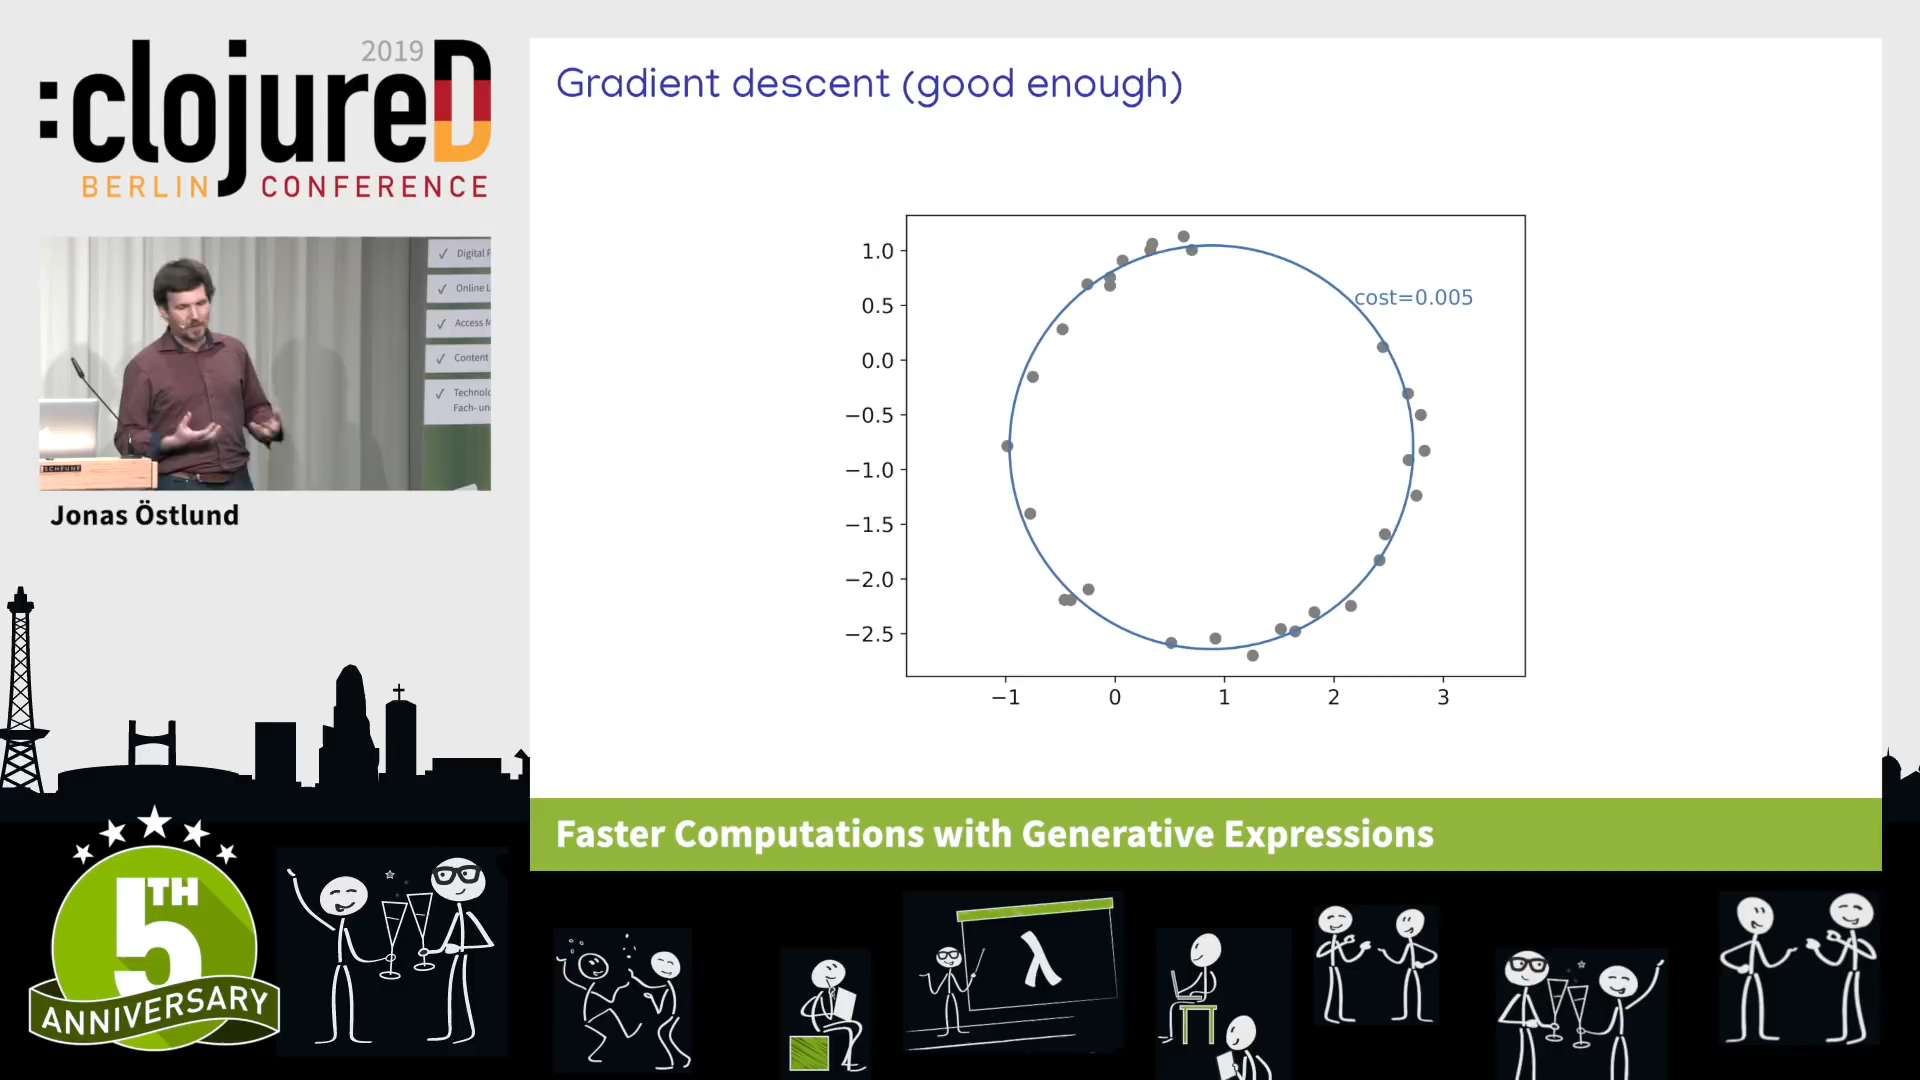 2019
:clojureD
BERLIN CONFERENCE
✓ Digital
✓ Online
✓ Access
✓ Content
✓
Fach-
SCHEUNE
Jonas Östlund
Gradient descent (good enough)
1.0
0.5
0.0
−0.5
−1.0
−1.5
−2.0
−2.5
−1 0 1 2 3
cost=0.005
Faster Computations with Generative Expressions
5TH
ANNIVERSARY
λ